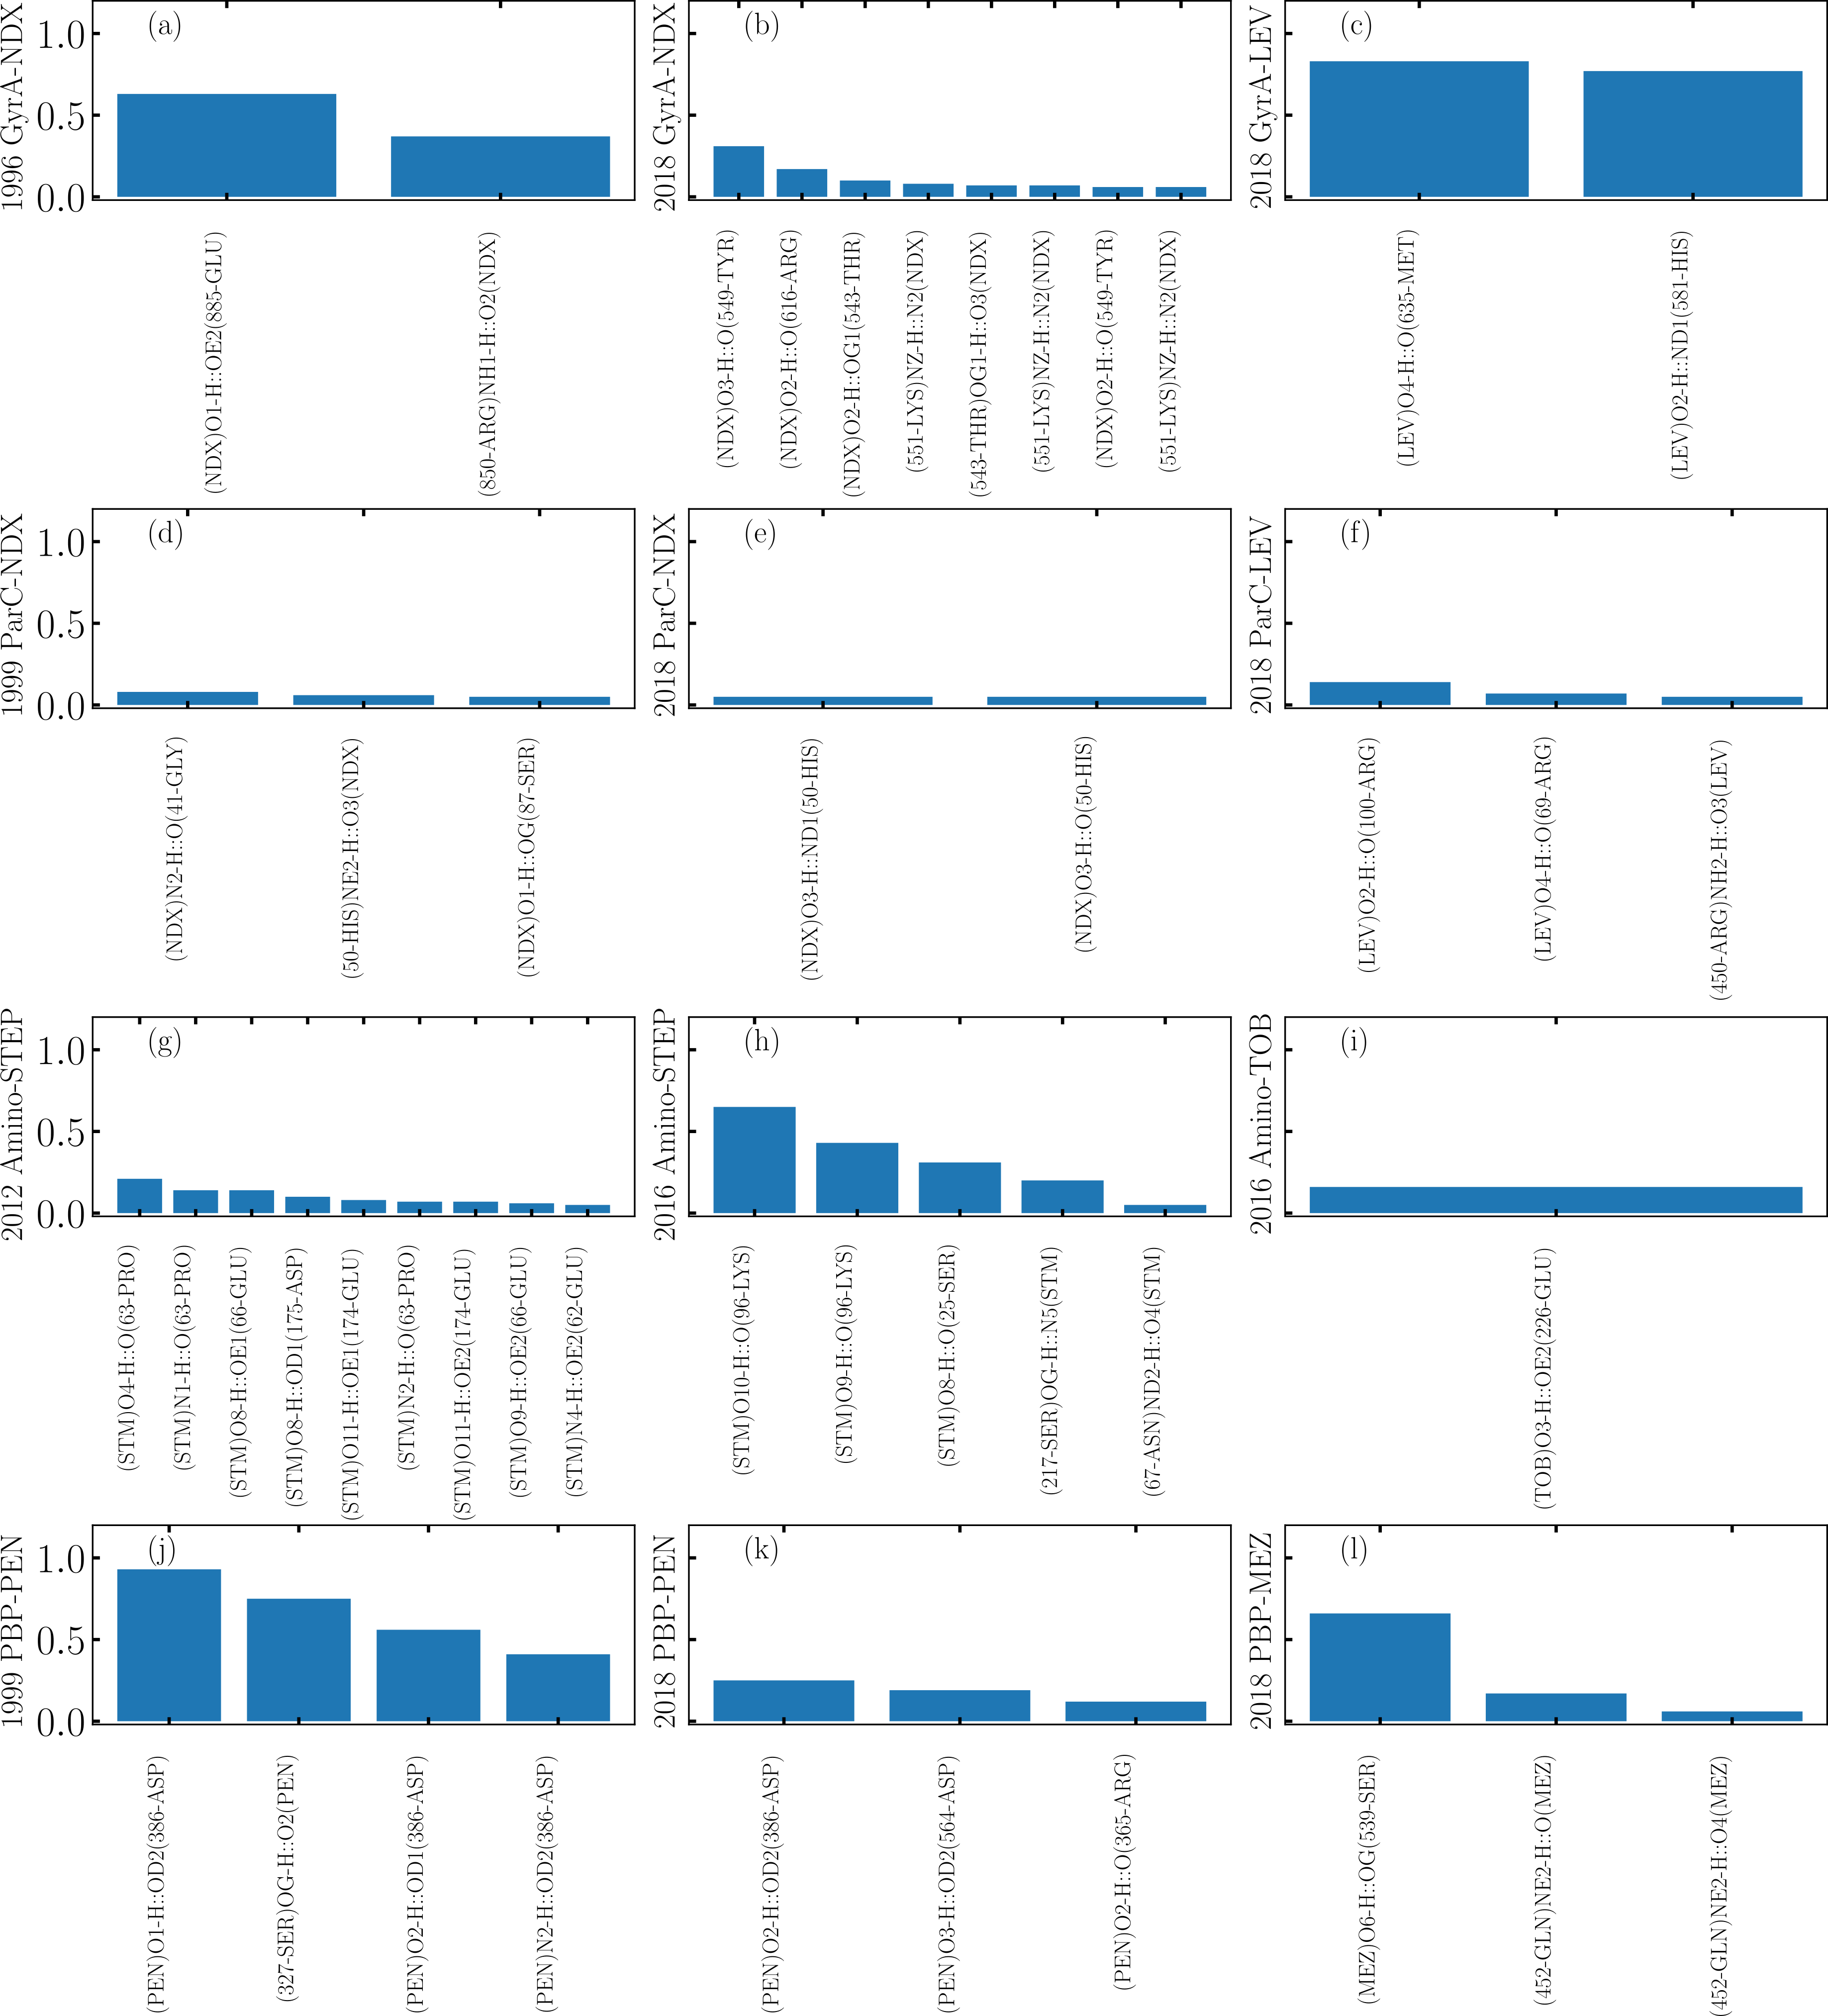 1996 GyrA-NDX
1.0
0.5
0.0
(a)
(NDX)O1-H::OE2(885-GLU)
(850-ARG)NH1-H::O2(NDX)
2018 GyrA-NDX
(b)
(NDX)O3-H::O(549-TYR)
(NDX)O2-H::O(616-ARG)
(NDX)O2-H::OG1(543-THR)
(551-LYS)NZ-H::N2(NDX)
(543-THR)OG1-H::O3(NDX)
(551-LYS)NZ-H::N2(NDX)
(NDX)O2-H::O(549-TYR)
(551-LYS)NZ-H::N2(NDX)
2018 GyrA-LEV
(c)
(LEV)O4-H::O(635-MET)
(LEV)O2-H::ND1(581-HIS)
1999 ParC-NDX
1.0
0.5
0.0
(d)
(NDX)N2-H::O(41-GLY)
(50-HIS)NE2-H::O3(NDX)
(NDX)O1-H::OG(87-SER)
2018 ParC-NDX
(e)
(NDX)O3-H::ND1(50-HIS)
(NDX)O3-H::O(50-HIS)
2018 ParC-LEV
(f)
(LEV)O2-H::O(100-ARG)
(LEV)O4-H::O(69-ARG)
(450-ARG)NH2-H::O3(LEV)
2012 Amino-STEP
1.0
0.5
0.0
(g)
(STM)O4-H::O(63-PRO)
(STM)N1-H::O(63-PRO)
(STM)O8-H::OE1(66-GLU)
(STM)O8-H::OD1(175-ASP)
(STM)O11-H::OE1(174-GLU)
(STM)N2-H::O(63-PRO)
(STM)O11-H::OE2(174-GLU)
(STM)O9-H::OE2(66-GLU)
(STM)N4-H::OE2(62-GLU)
2016 Amino-STEP
(h)
(STM)O10-H::O(96-LYS)
(STM)O9-H::O(96-LYS)
(STM)O8-H::O(25-SER)
(217-SER)OG-H::N5(STM)
(67-ASN)ND2-H::O4(STM)
2016 Amino-TOB
(i)
(TOB)O3-H::OE2(226-GLU)
1999 PBP-PEN
1.0
0.5
0.0
(j)
(PEN)O1-H::OD2(386-ASP)
(327-SER)OG-H::O2(PEN)
(PEN)O2-H::OD1(386-ASP)
(PEN)N2-H::OD2(386-ASP)
2018 PBP-PEN
(k)
(PEN)O2-H::OD2(386-ASP)
(PEN)O3-H::OD2(564-ASP)
(PEN)O2-H::O(365-ARG)
2018 PBP-MEZ
(l)
(MEZ)O6-H::OG(539-SER)
(452-GLN)NE2-H::O(MEZ)
(452-GLN)NE2-H::O4(MEZ)